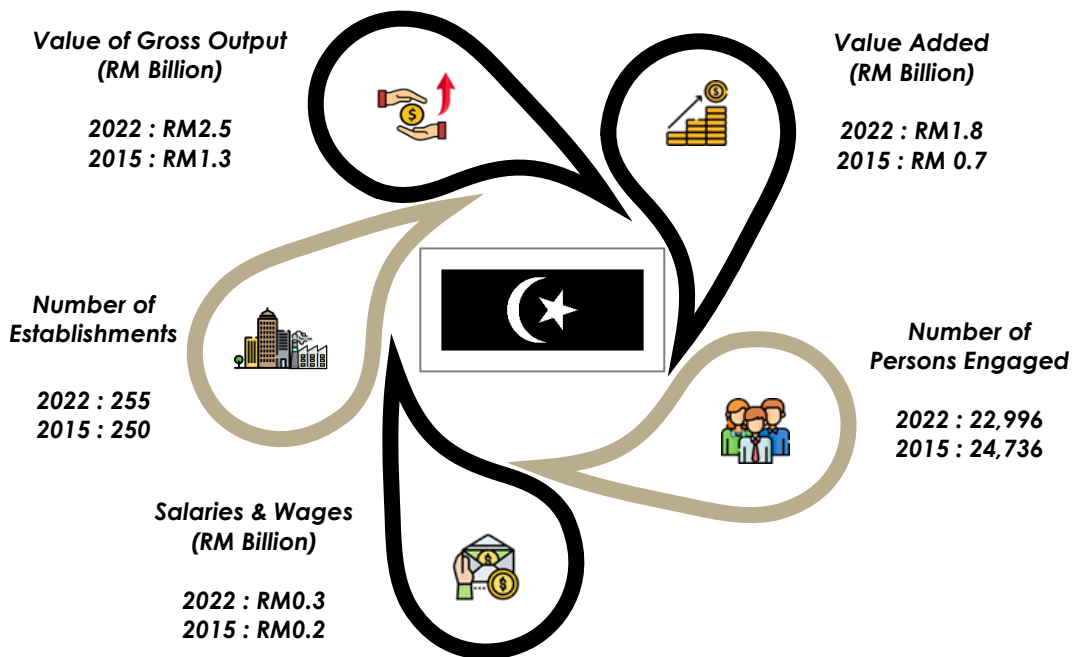 Value of Gross Output
(RM Billion)
2022 : RM2.5
2015 : RM1.3
Value Added
(RM Billion)
2022 : RM1.8
2015 : RM 0.7
Number of
Establishments
2022 : 255
2015 : 250
Number of
Persons Engaged
2022 : 22,996
2015 : 24,736
Salaries & Wages
(RM Billion)
2022 : RM0.3
2015 : RM0.2